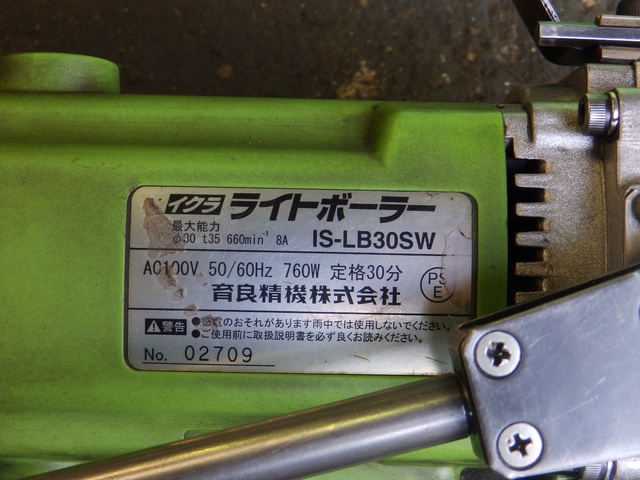 イクラ ライトボーラー
最大能力
φ30 t35 660min⁻¹ 8A IS-LB30SW
AC100V 50/60Hz 760W 定格30分
育良精機株式会社
PS
E
警告 ●感電のおそれがあります雨中では使用しないでください。
●ご使用前に取扱説明書を必ず良くお読みください。
No. 02709